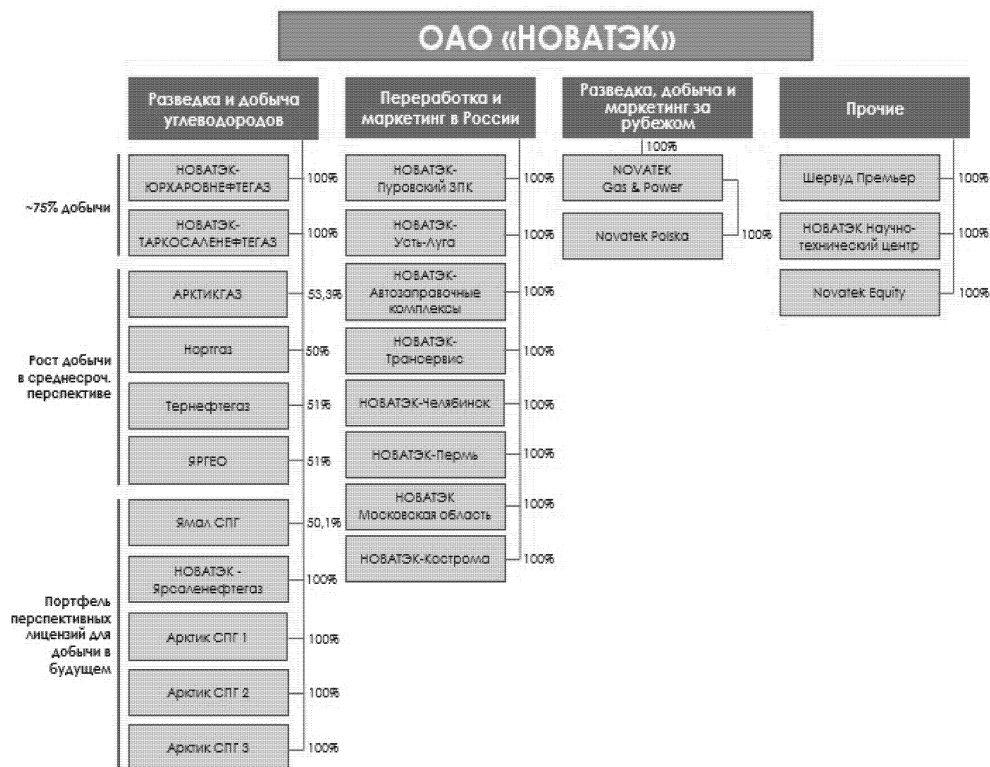 ОАО «НОВАТЭК»
Разведка и добыча
углеводородов
Переработка и
маркетинг в России
Разведка, добыча и
маркетинг за
рубежом
Прочие
~75% добычи
НОВАТЭК-
ЮРХАРОВНЕФТЕГАЗ
100%
НОВАТЭК-
ТАРКОСАЛЕНЕФТЕГАЗ
100%
Рост добычи
в среднесроч.
перспективе
АРКТИКГАЗ
53,3%
Нортгаз
50%
Тернефтегаз
51%
ЯРГЕО
51%
Портфель
перспективных
лицензий для
добычи в
будущем
Ямал СПГ
50,1%
НОВАТЭК -
Ярсаленефтегаз
100%
Арктик СПГ 1
100%
Арктик СПГ 2
100%
Арктик СПГ 3
100%
НОВАТЭК-
Пуровский ЗПК
100%
НОВАТЭК-
Усть-Луга
100%
НОВАТЭК-
Автозаправочные
комплексы
100%
НОВАТЭК-
Трансервис
100%
НОВАТЭК-Челябинск
100%
НОВАТЭК-Пермь
100%
НОВАТЭК
Московская область
100%
НОВАТЭК-Кострома
100%
100%
NOVATEK
Gas & Power
Novatek Polska
100%
Шервуд Премьер
100%
НОВАТЭК Научно-
технический центр
100%
Novatek Equity
100%